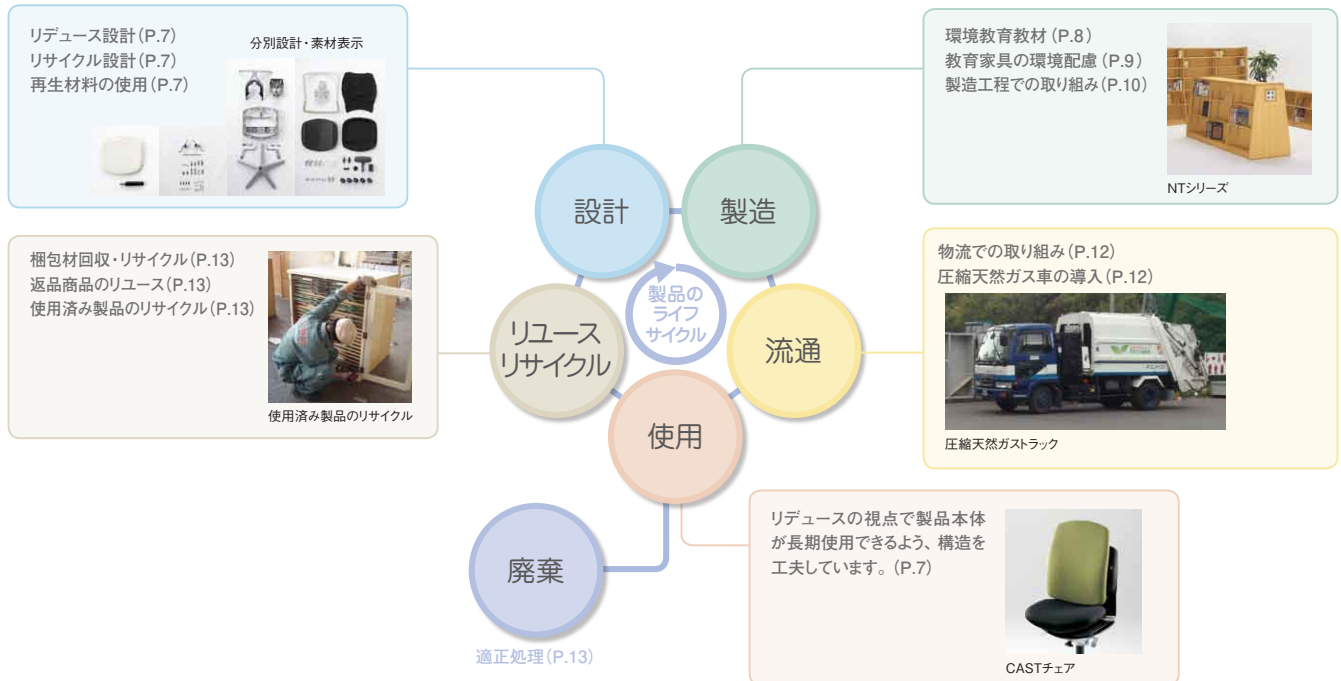 リデュース設計(P.7)
リサイクル設計(P.7)
再生材料の使用(P.7)
分別設計・素材表示
環境教育教材(P.8)
教育家具の環境配慮(P.9)
製造工程での取り組み(P.10)
NTシリーズ
設計
製造
梱包材回収・リサイクル(P.13)
返品商品のリユース(P.13)
使用済み製品のリサイクル(P.13)
使用済み製品のリサイクル
物流での取り組み(P.12)
圧縮天然ガス車の導入(P.12)
圧縮天然ガストラック
製品の
ライフ
サイクル
リユース
リサイクル
流通
使用
廃棄
適正処理(P.13)
リデュースの視点で製品本体
が長期使用できるよう、構造を
工夫しています。(P.7)
CASTチェア